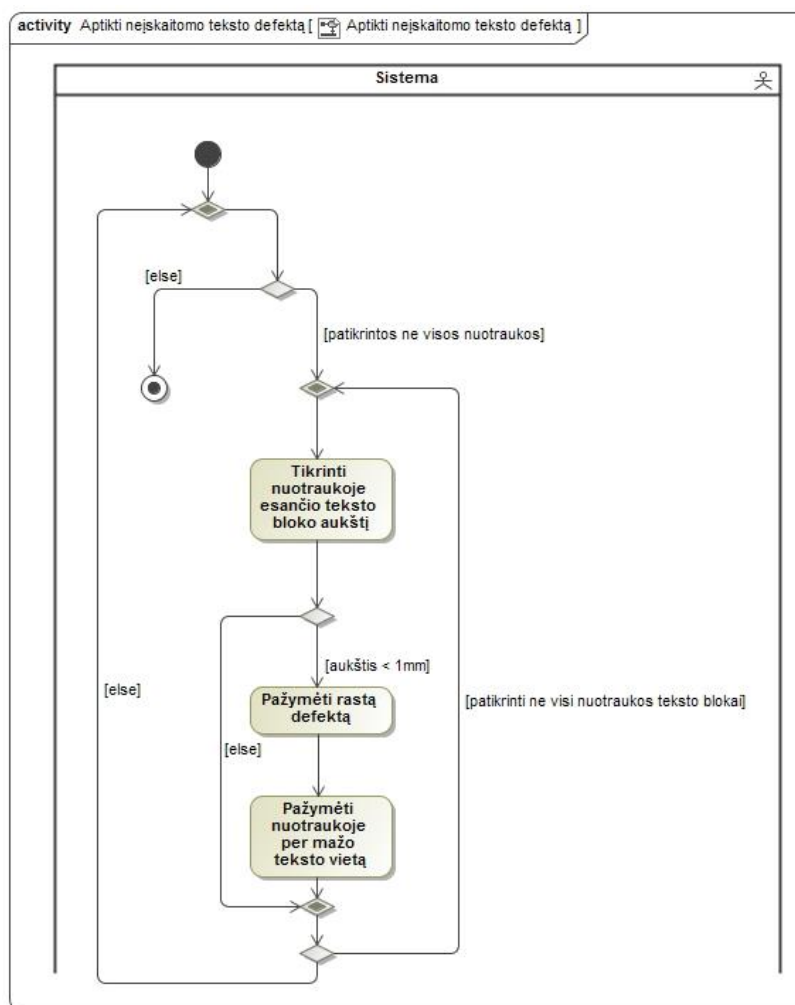 activity Aptikti neįskaitomo teksto defektą [ Aptikti neįskaitomo teksto defektą ]
Sistema
[else]
[patikrintos ne visos nuotraukos]
Tikrinti
nuotraukoje
esančio teksto
bloko aukštį
[aukštis < 1mm]
[else]
Pažymėti rastą
defektą
[patikrinti ne visi nuotraukos teksto blokai]
[else]
Pažymėti
nuotraukoje
per mažo
teksto vietą